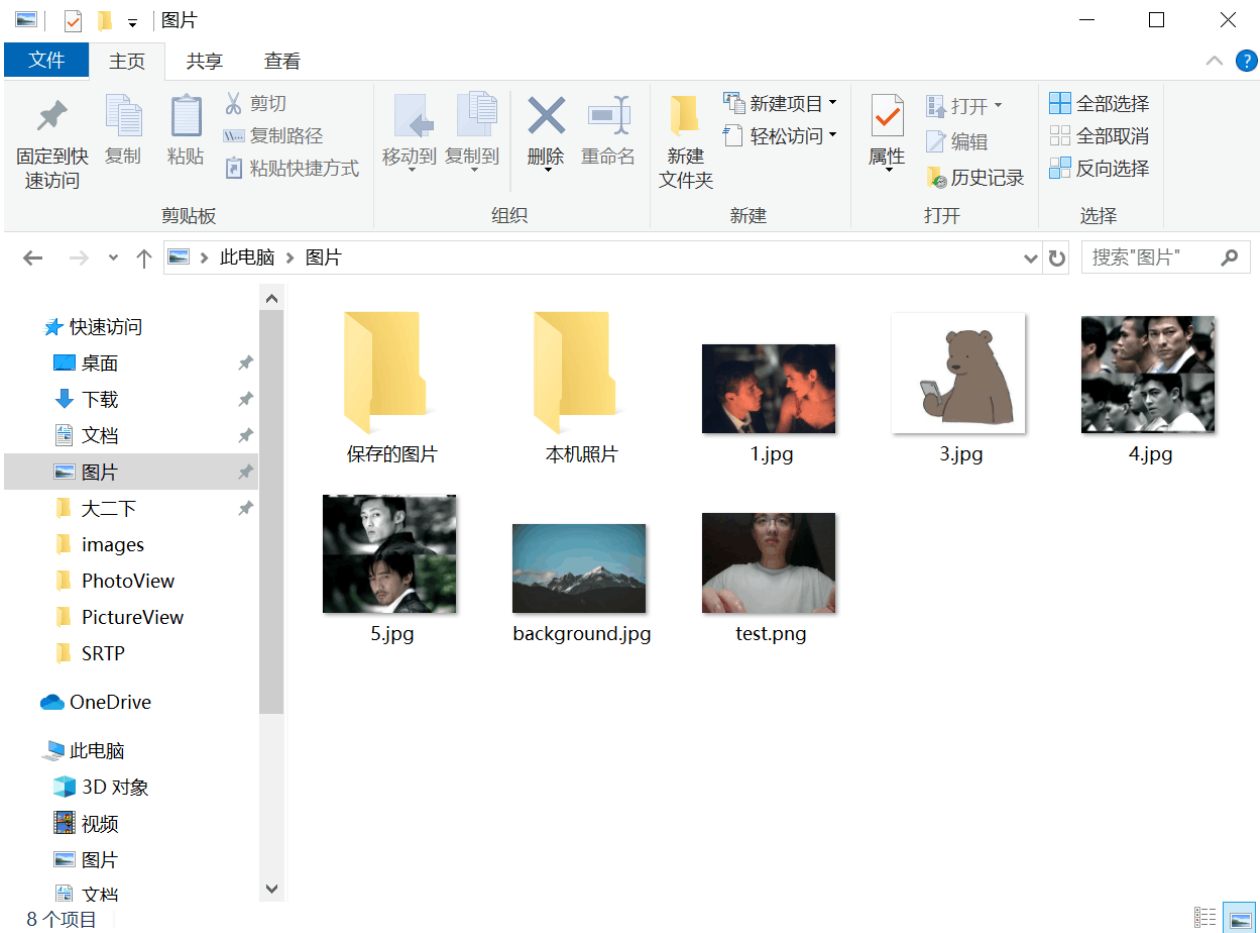 图片
文件 主页 共享 查看
固定到快
速访问
复制
粘贴
剪切
复制路径
粘贴快捷方式
剪贴板
移动到 复制到 删除 重命名
组织
新建
文件夹
新建项目
轻松访问
新建
属性
打开
编辑
历史记录
打开
全部选择
全部取消
反向选择
选择
此电脑 图片
搜索"图片"
快速访问
桌面
下载
文档
图片
大二下
images
PhotoView
PictureView
SRTP
OneDrive
此电脑
3D 对象
视频
图片
文档
保存的图片 本机照片 1.jpg 3.jpg 4.jpg
5.jpg background.jpg test.png
8 个项目